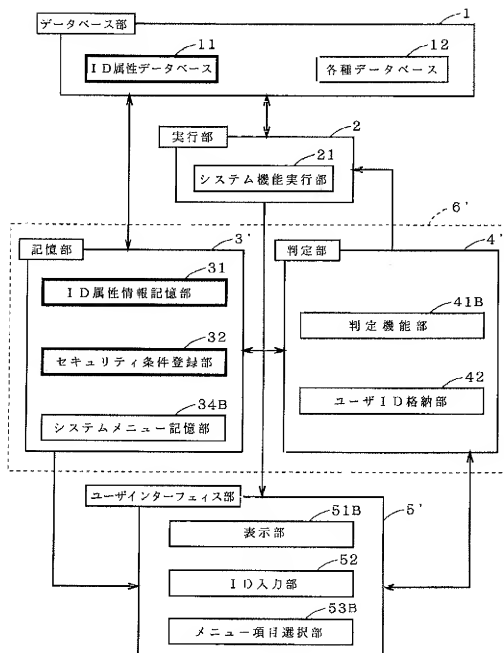 データベース部
1
11
12
ID属性データベース
各種データベース
実行部
2
21
システム機能実行部
6'
記憶部
3'
判定部
4'
31
ID属性情報記憶部
41B
判定機能部
32
セキュリティ条件登録部
42
ユーザID格納部
34B
システムメニュー記憶部
ユーザインターフェイス部
51B
5'
表示部
52
ID入力部
53B
メニュー項目選択部